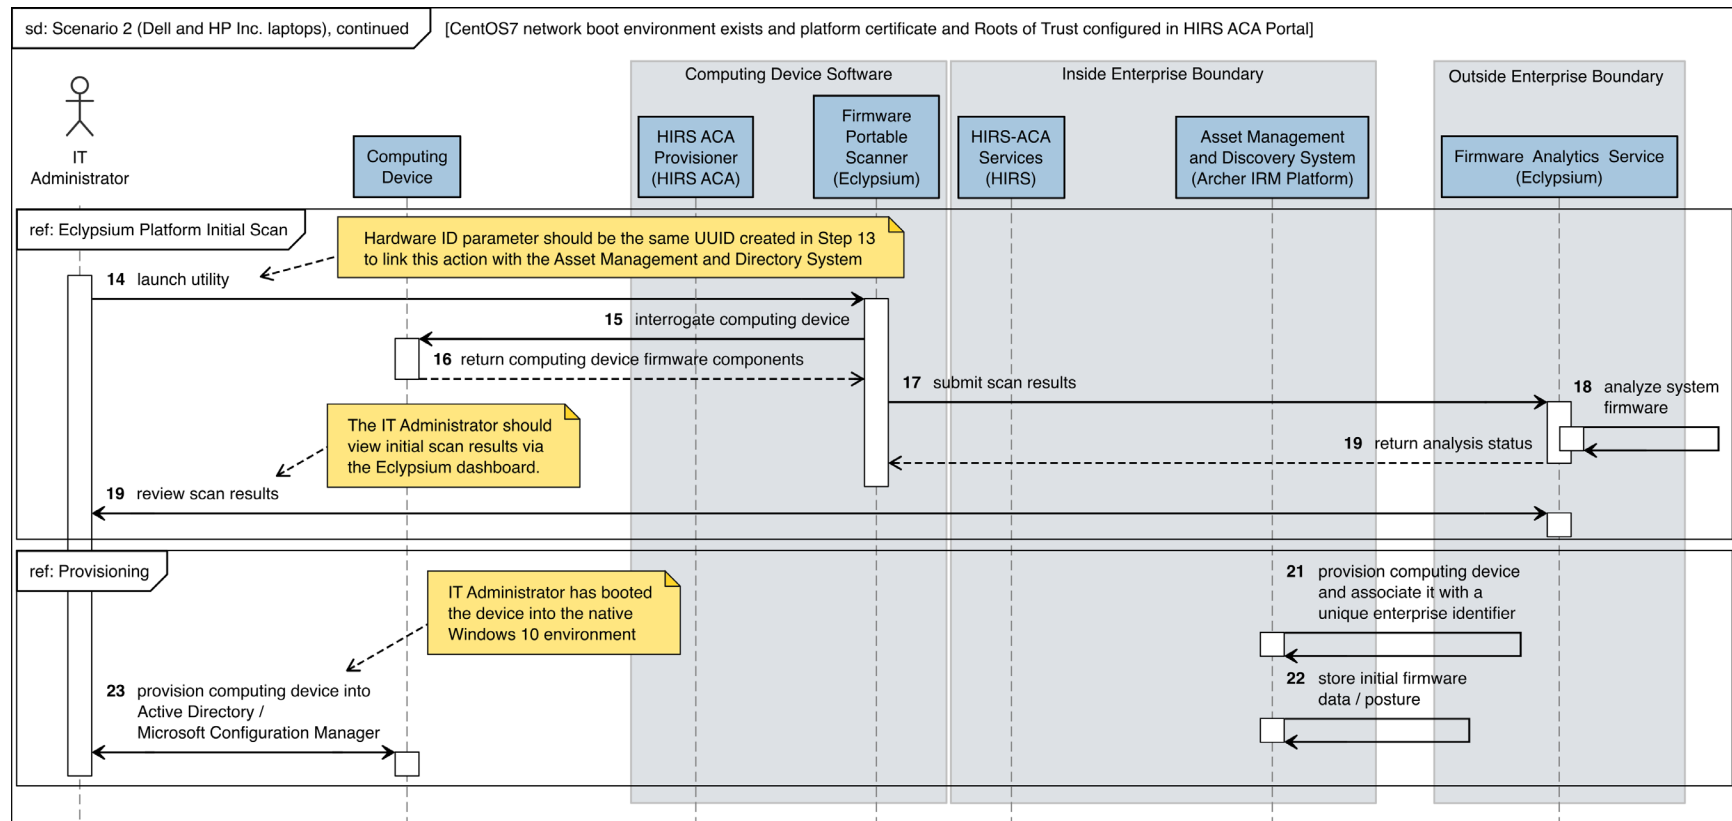 sd: Scenario 2 (Dell and HP Inc. laptops), continued
[CentOS7 network boot environment exists and platform certificate and Roots of Trust configured in HIRS ACA Portal]
Computing Device Software
Inside Enterprise Boundary
Outside Enterprise Boundary
IT
Administrator
Computing
Device
HIRS ACA
Provisioner
(HIRS ACA)
Firmware
Portable
Scanner
(Eclypsium)
HIRS-ACA
Services
(HIRS)
Asset Management
and Discovery System
(Archer IRM Platform)
Firmware Analytics Service
(Eclypsium)
ref: Eclypsium Platform Initial Scan
Hardware ID parameter should be the same UUID created in Step 13
to link this action with the Asset Management and Directory System
14 launch utility
15 interrogate computing device
16 return computing device firmware components
17 submit scan results
18 analyze system
firmware
The IT Administrator should
view initial scan results via
the Eclypsium dashboard.
19 return analysis status
19 review scan results
ref: Provisioning
IT Administrator has booted
the device into the native
Windows 10 environment
21 provision computing device
and associate it with a
unique enterprise identifier
22 store initial firmware
data / posture
23 provision computing device into
Active Directory /
Microsoft Configuration Manager